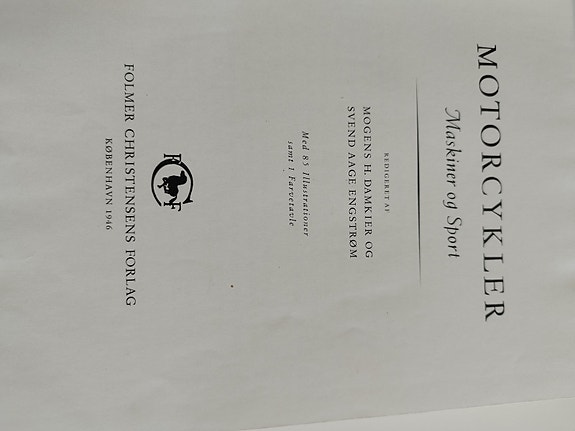 MOTORCYKLER
Maskiner og Sport
REDIGERET AF
MOGENS H. DAMKIER OG
SVEND AAGE ENGSTRØM
Med 85 Illustrationer
samt 1 Farvetavle
F C F
FOLMER CHRISTENSENS FORLAG
KØBENHAVN 1946